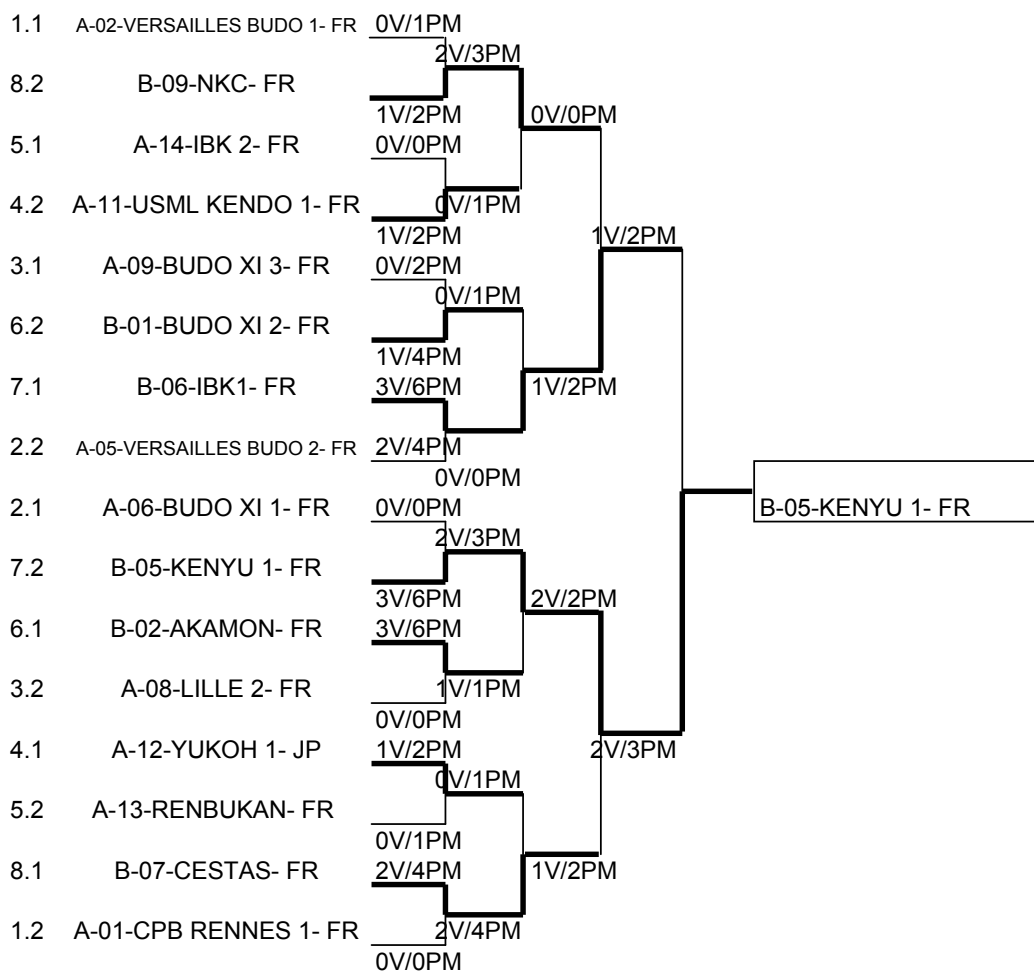 1.1 A-02-VERSAILLES BUDO 1- FR 0V/1PM
2V/3PM
8.2 B-09-NKC- FR
1V/2PM 0V/0PM
5.1 A-14-IBK 2- FR 0V/0PM
4.2 A-11-USML KENDO 1- FR 0V/1PM
1V/2PM 1V/2PM
3.1 A-09-BUDO XI 3- FR 0V/2PM
0V/1PM
6.2 B-01-BUDO XI 2- FR
1V/4PM
7.1 B-06-IBK1- FR 3V/6PM 1V/2PM
2.2 A-05-VERSAILLES BUDO 2- FR 2V/4PM
0V/0PM
2.1 A-06-BUDO XI 1- FR 0V/0PM B-05-KENYU 1- FR
2V/3PM
7.2 B-05-KENYU 1- FR
3V/6PM 2V/2PM
6.1 B-02-AKAMON- FR 3V/6PM
3.2 A-08-LILLE 2- FR 1V/1PM
0V/0PM
4.1 A-12-YUKOH 1- JP 1V/2PM 2V/3PM
0V/1PM
5.2 A-13-RENBUKAN- FR
0V/1PM
8.1 B-07-CESTAS- FR 2V/4PM 1V/2PM
1.2 A-01-CPB RENNES 1- FR 2V/4PM
0V/0PM